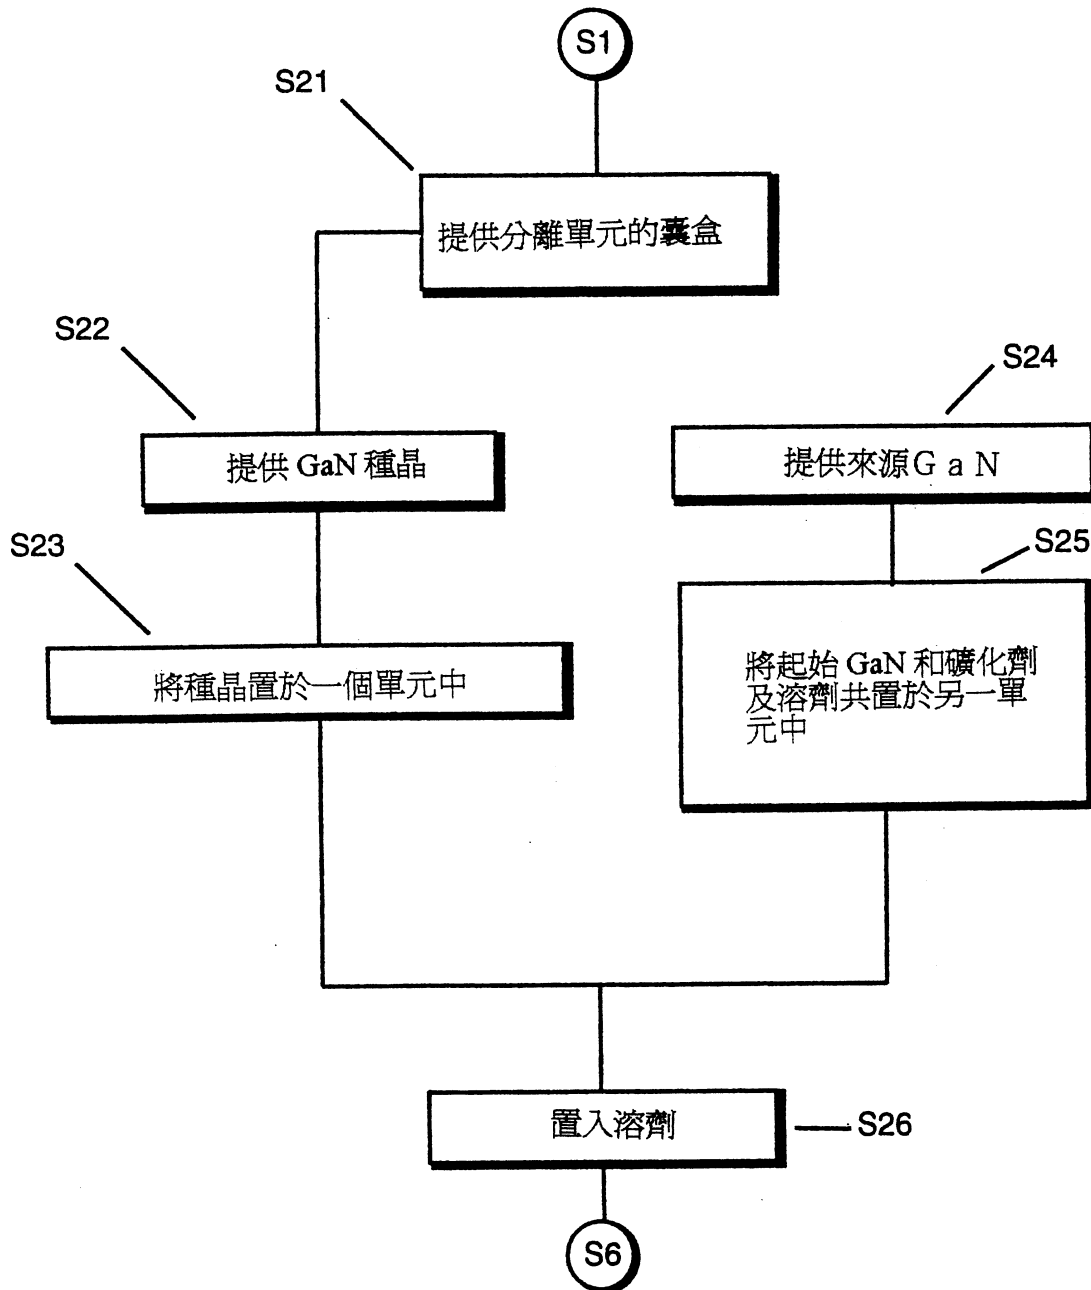 S1
S21
提供分離單元的囊盒
S22
S24
提供 GaN 種晶
提供來源GaN
S23
S25
將種晶置於一個單元中
將起始 GaN 和礦化劑
及溶劑共置於另一單
元中
置入溶劑
S26
S6